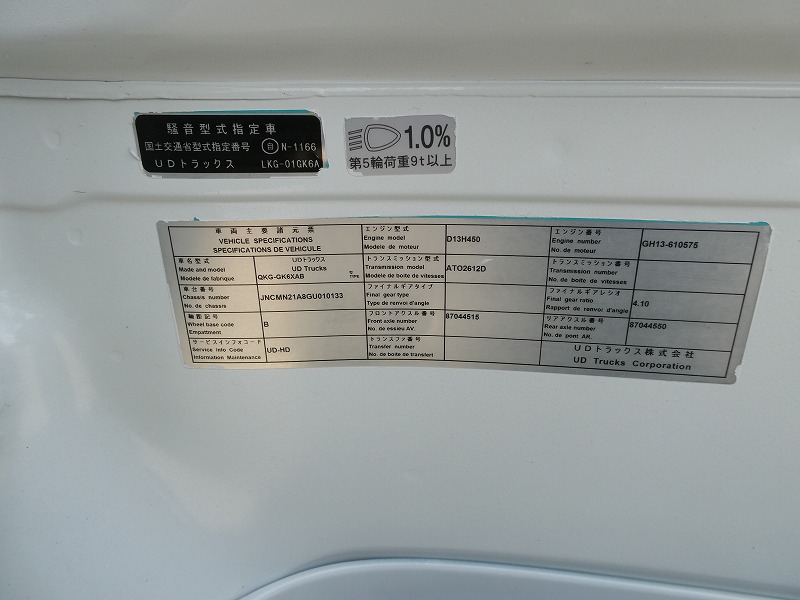 騒音型式指定車
国土交通省型式指定番号 自 N-1166
UDトラックス LKG-01GK6A
1.0%
第5輪荷重9t以上
車両主要諸元表
VEHICLE SPECIFICATIONS
SPECIFICATIONS DE VEHICULE
車名型式 UDトラックス
Made and model UD Trucks
Modele de fabrique QKG-GK6XAB 型 TYPE
車台番号
Chassis number JNCMN21A8GU010133
No. de chassis
軸距記号
Wheel base code B
Empattment
サービスインフォコード
Service Info Code UD-HD
Information Maintenance
エンジン型式
Engine model D13H450
Modele de moteur
トランスミッション型式
Transmission model ATO2612D
Modele de boite de vitesses
ファイナルギアタイプ
Final gear type
Type de renvoi d'angle
フロントアクスル番号 87044515
Front axle number
No. de essieu AV.
トランスファ番号
Transfer number
No. de boite de transfert
エンジン番号
Engine number GH13-610575
No. de moteur
トランスミッション番号
Transmission number
No. de boite de vitesses
ファイナルギアレシオ
Final gear ratio 4.10
Rapport de renvoi d'angle
リアアクスル番号 87044550
Rear axle number
No. de pont AR.
UDトラックス株式会社
UD Trucks Corporation